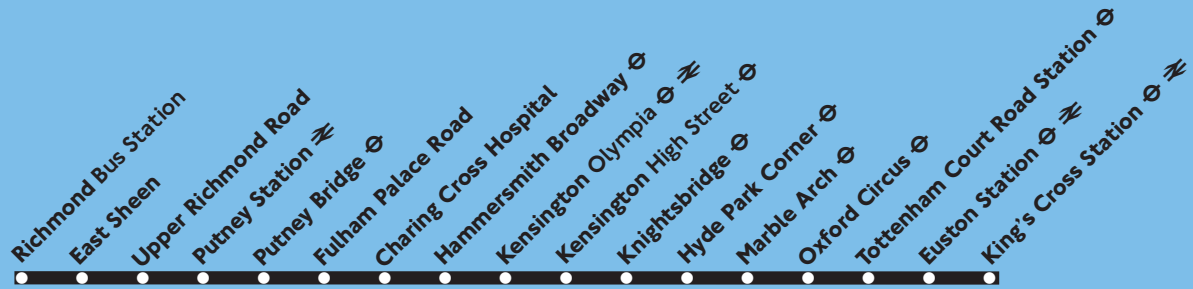 Richmond Bus Station
East Sheen
Upper Richmond Road
Putney Station
Putney Bridge
Fulham Palace Road
Charing Cross Hospital
Hammersmith Broadway
Kensington Olympia
Kensington High Street
Knightsbridge
Hyde Park Corner
Marble Arch
Oxford Circus
Tottenham Court Road Station
Euston Station
King's Cross Station